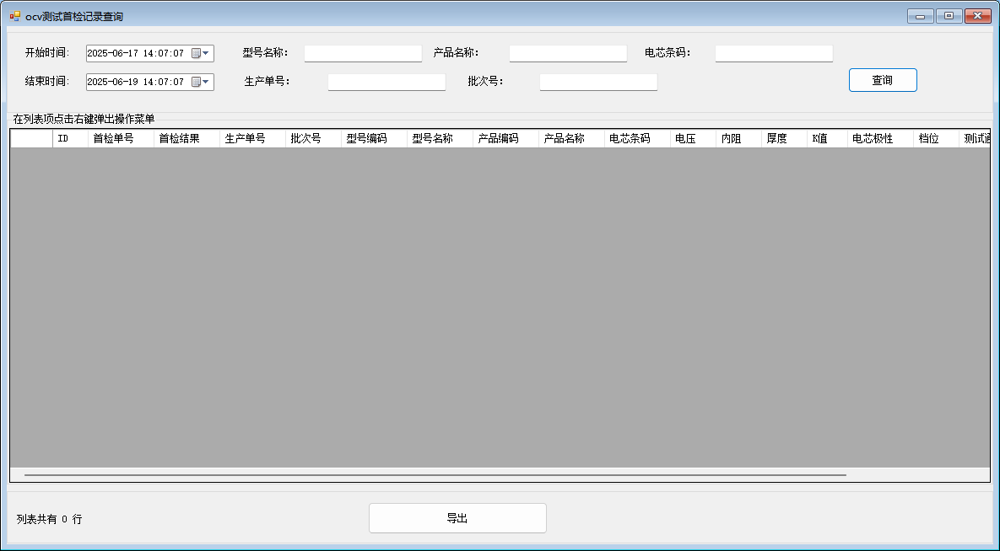 ocv测试首检记录查询
开始时间: 2025-06-17 14:07:07 型号名称: 产品名称: 电芯条码:
结束时间: 2025-06-19 14:07:07 生产单号: 批次号: 查询
在列表项点击右键弹出操作菜单
ID 首检单号 首检结果 生产单号 批次号 型号编码 型号名称 产品编码 产品名称 电芯条码 电压 内阻 厚度 K值 电芯极性 档位 测试通
列表共有 0 行 导出